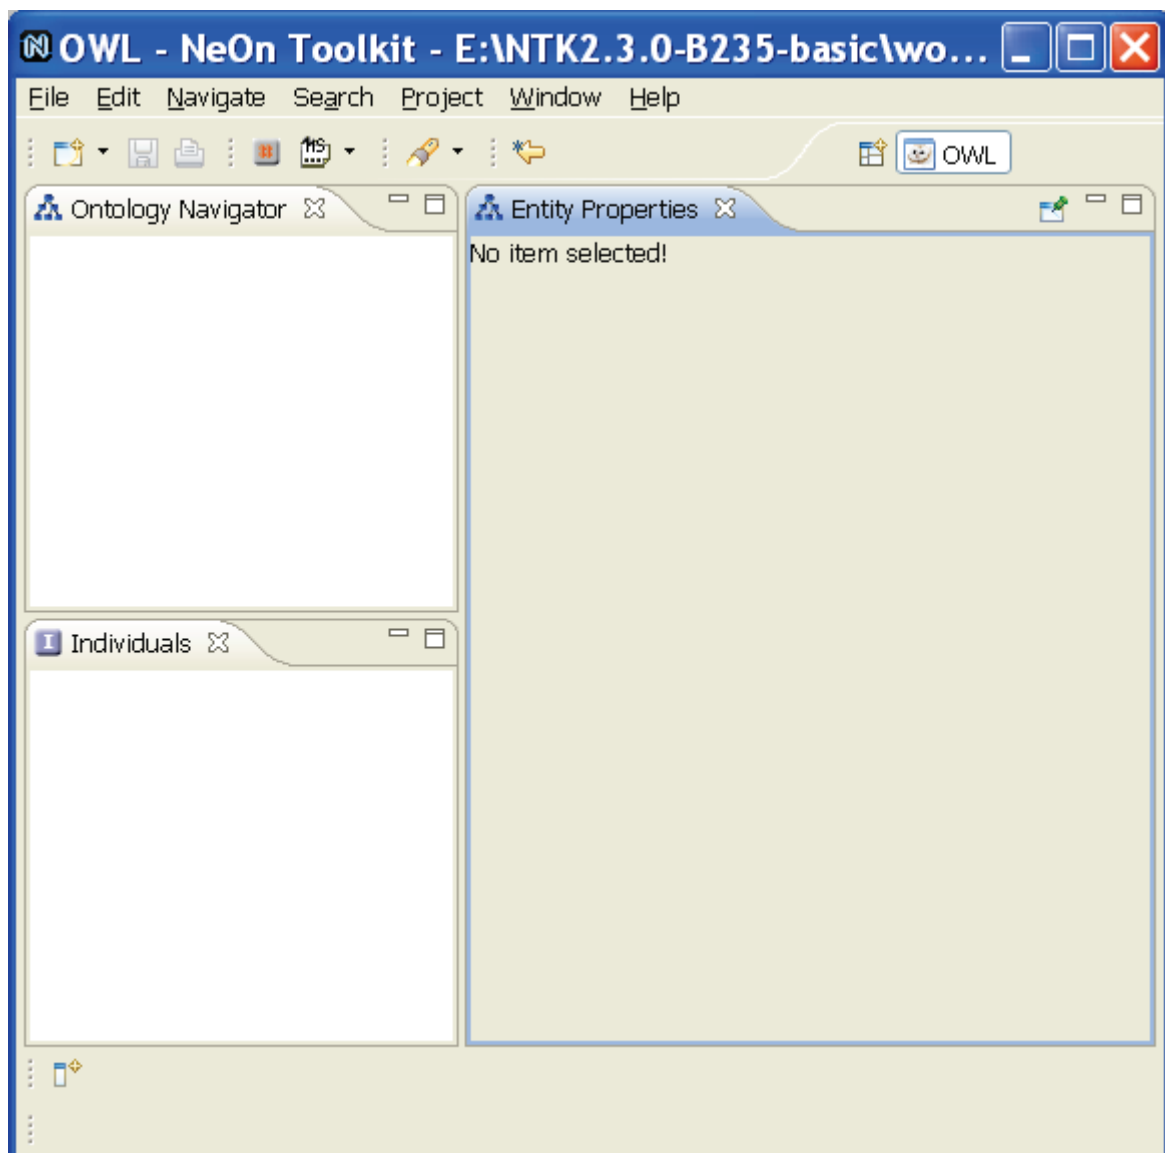 OWL - NeOn Toolkit - E:\NTK2.3.0-B235-basic\wo...
File Edit Navigate Search Project Window Help
OWL
Ontology Navigator
Entity Properties
No item selected!
Individuals